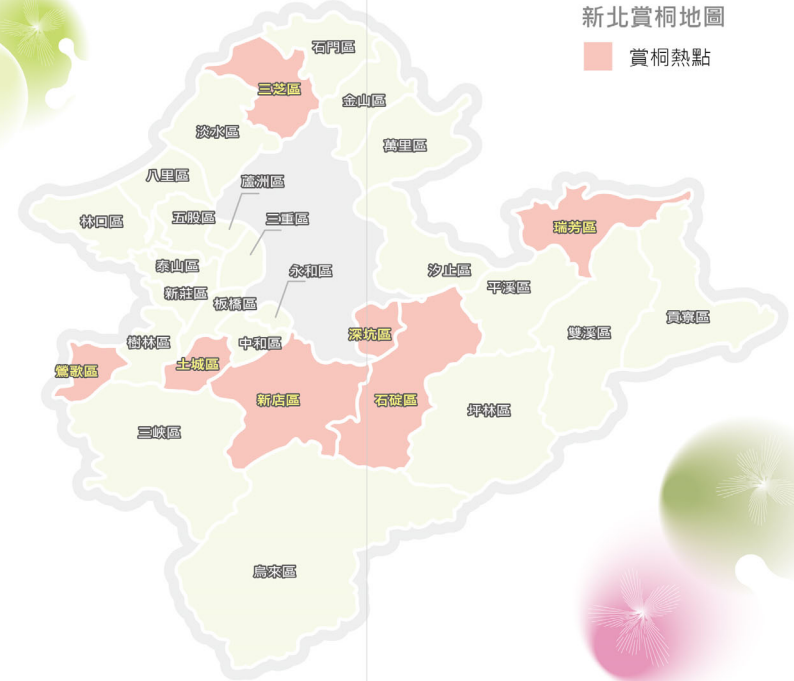 新北賞桐地圖
賞桐熱點
石門區
三芝區
金山區
淡水區
萬里區
八里區
蘆洲區
林口區
五股區
三重區
瑞芳區
泰山區
永和區
汐止區
平溪區
新莊區
板橋區
貢寮區
深坑區
雙溪區
樹林區
中和區
土城區
鶯歌區
新店區
石碇區
坪林區
三峽區
烏來區